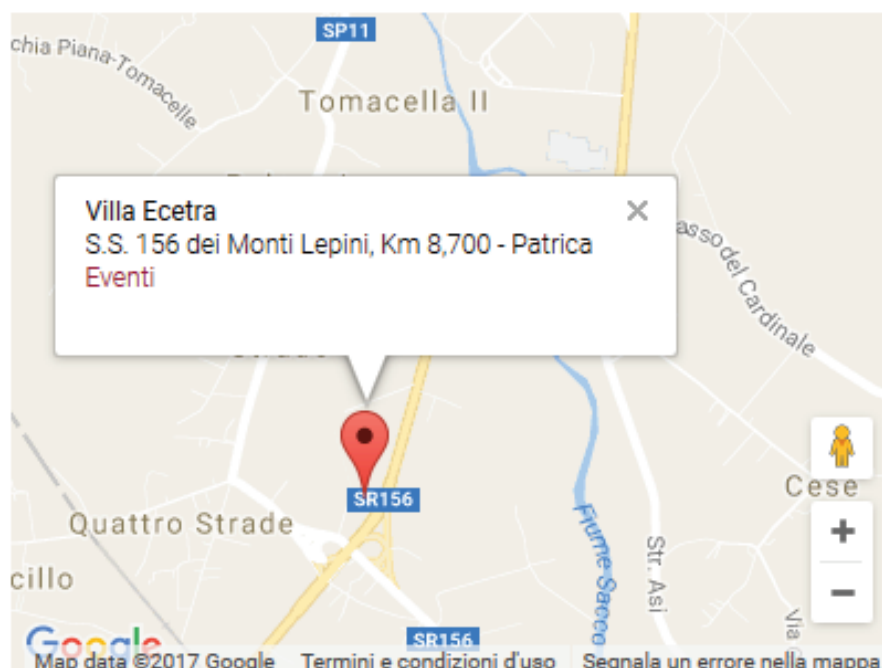 SP11
chia Piana-Tomacelle
Tomacella II
Villa Ecetra
S.S. 156 dei Monti Lepini, Km 8,700 - Patrica
Eventi
asso del Cardinale
SR156
Quattro Strade
Cese
Fiume Sacco
Str. Asi
cillo
Via
SR156
Google
Map data ©2017 Google Termini e condizioni d'uso Segnala un errore nella mappa